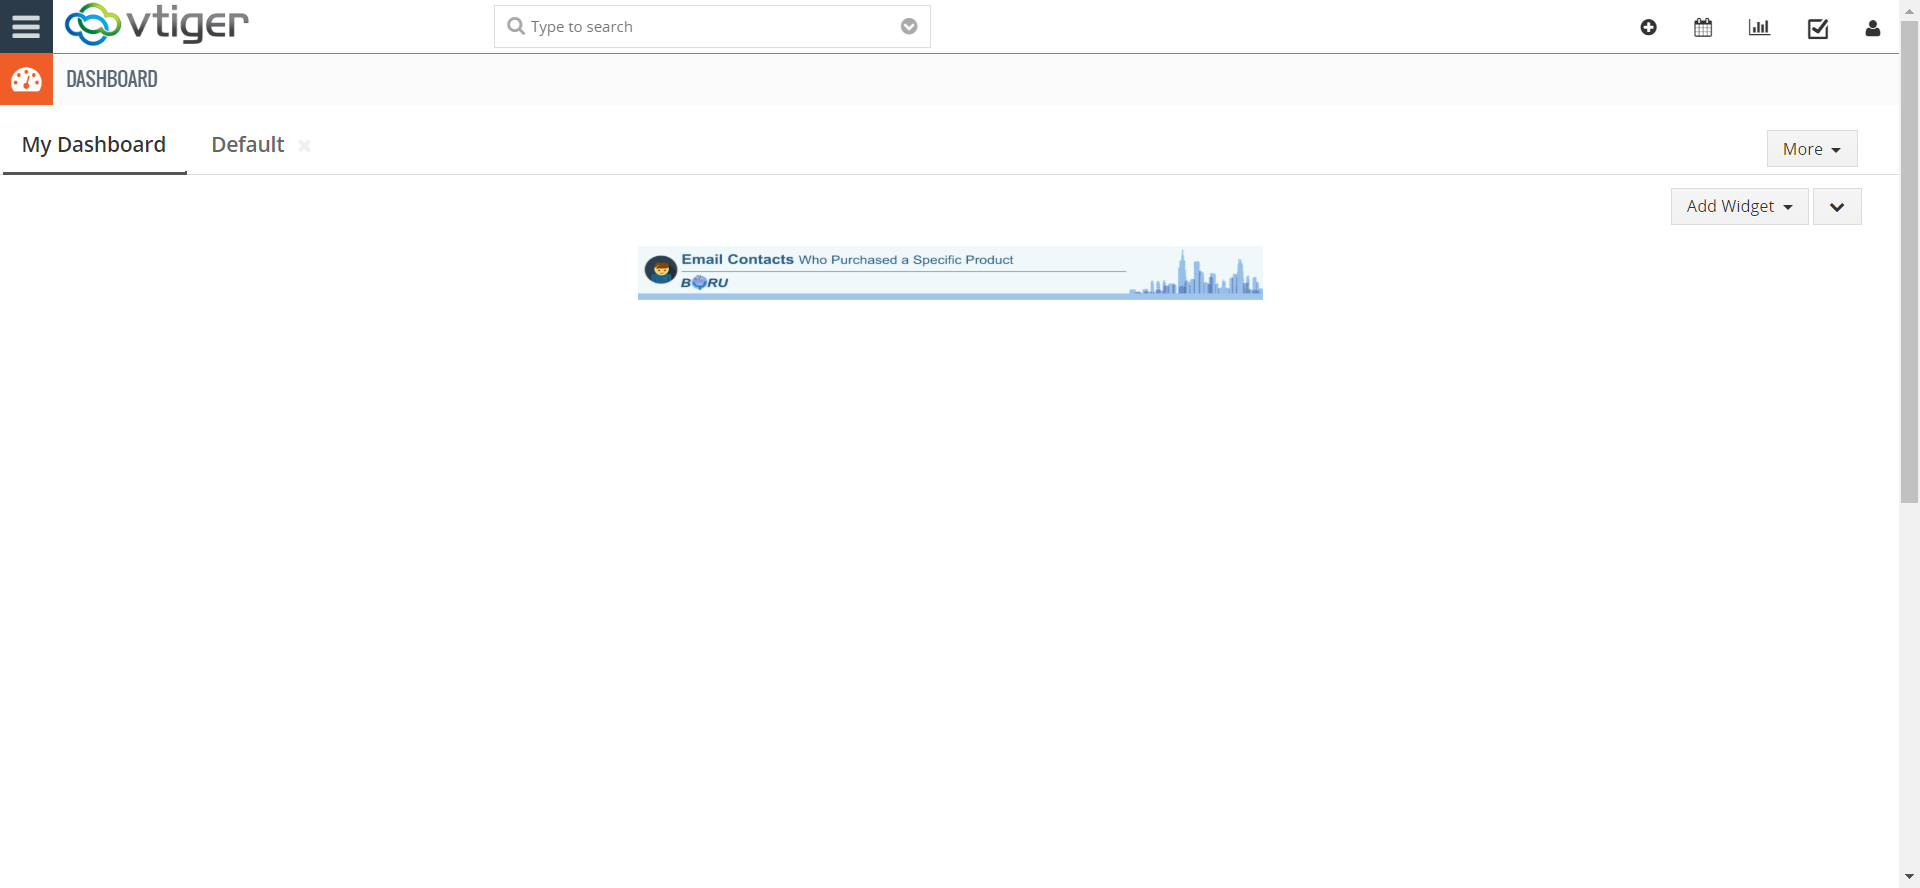 vtiger
Type to search
DASHBOARD
My Dashboard
Default
More
Add Widget
Email Contacts Who Purchased a Specific Product
BORU